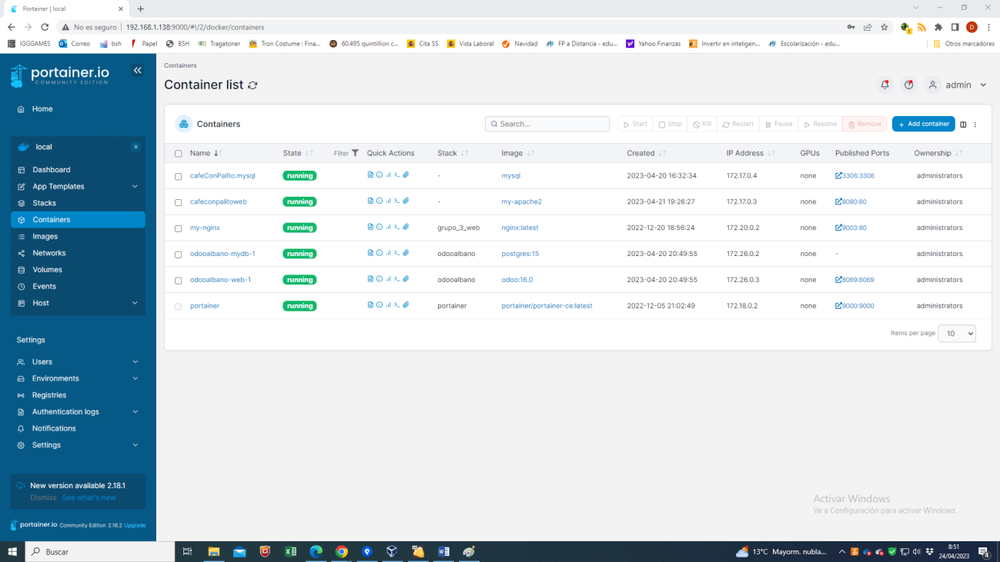 Portainer | local
No es seguro | 192.168.1.138:9000/#!/2/docker/containers
D
IGGGAMES Correo bsh Papel BSH Tragatoner Tron Costume : Fina... 60.495 quintillion c... Cita SS Vida Laboral Navidad FP a Distancia - edu... Yahoo Finanzas Invertir en inteligen... Escolarización - edu... Otros marcadores
portainer.io
COMMUNITY EDITION
Home
local
Dashboard
App Templates
Stacks
Containers
Images
Networks
Volumes
Events
Host
Settings
Users
Environments
Registries
Authentication logs
Notifications
Settings
New version available 2.18.1
Dismiss See what's new
portainer.io Community Edition 2.16.2 Upgrade
Containers
Container list
admin
Containers Search... Start Stop Kill Restart Pause Resume Remove + Add container
Name State Filter Quick Actions Stack Image Created IP Address GPUs Published Ports Ownership
cafeConPalito.mysql running - mysql 2023-04-20 16:32:34 172.17.0.4 none 3306:3306 administrators
cafeconpalitoweb running - my-apache2 2023-04-21 19:26:27 172.17.0.3 none 8080:80 administrators
my-nginx running grupo_3_web nginx:latest 2022-12-20 18:56:24 172.20.0.2 none 9003:80 administrators
odooalbano-mydb-1 running odooalbano postgres:15 2023-04-20 20:49:55 172.26.0.2 none - administrators
odooalbano-web-1 running odooalbano odoo:16.0 2023-04-20 20:49:55 172.26.0.3 none 8069:8069 administrators
portainer running portainer portainer/portainer-ce:latest 2022-12-05 21:02:49 172.18.0.2 none 9000:9000 administrators
Items per page 10
Activar Windows
Ve a Configuración para activar Windows.
Buscar
13°C Mayorm. nubla...
8:51
24/04/2023
4